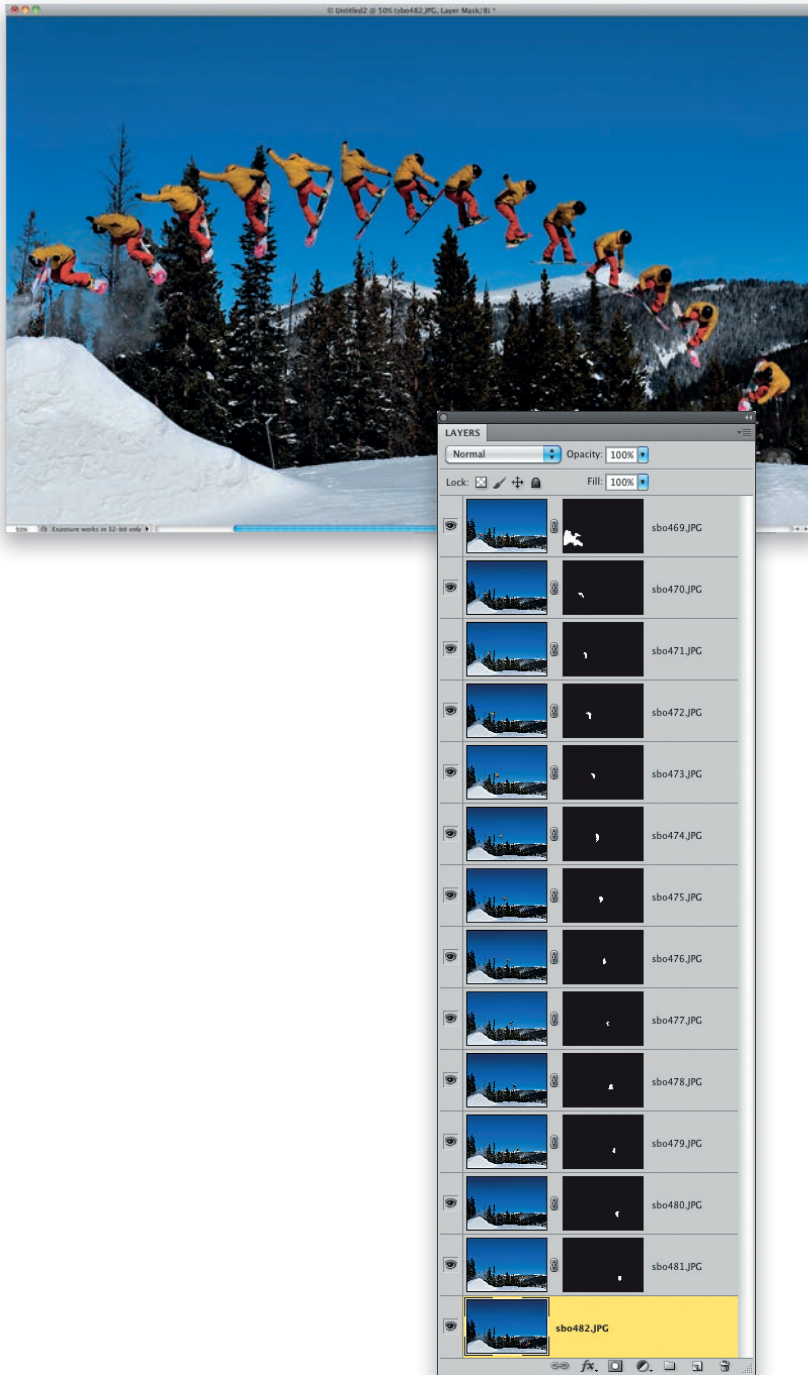 © Untitled2 @ 50% (sbo482.JPG, Layer Mask/8) *
50% Exposure works in 32-bit only
LAYERS
Normal Opacity: 100%
Lock: Fill: 100%
sbo469.JPG
sbo470.JPG
sbo471.JPG
sbo472.JPG
sbo473.JPG
sbo474.JPG
sbo475.JPG
sbo476.JPG
sbo477.JPG
sbo478.JPG
sbo479.JPG
sbo480.JPG
sbo481.JPG
sbo482.JPG
fx